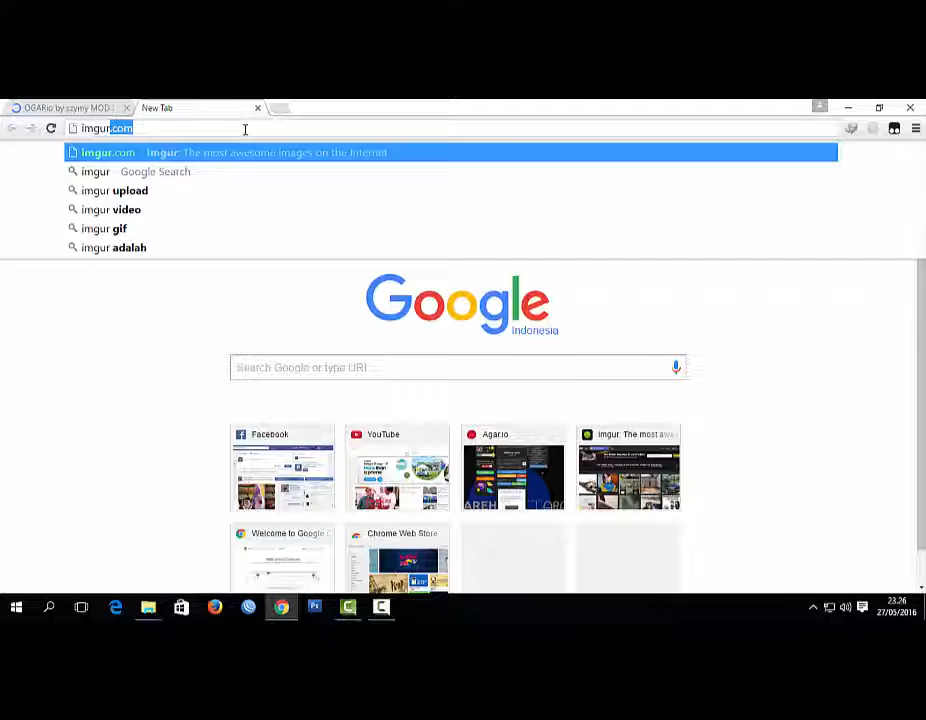 OGARio by szymy MOD
New Tab
imgur.com
imgur.com Imgur: The most awesome images on the Internet
imgur Google Search
imgur upload
imgur video
imgur gif
imgur adalah
Google
Indonesia
Search Google or type URL
Facebook
YouTube
Agar.io
Imgur: The most awa
Welcome to Google C
Chrome Web Store
23.26
27/05/2016